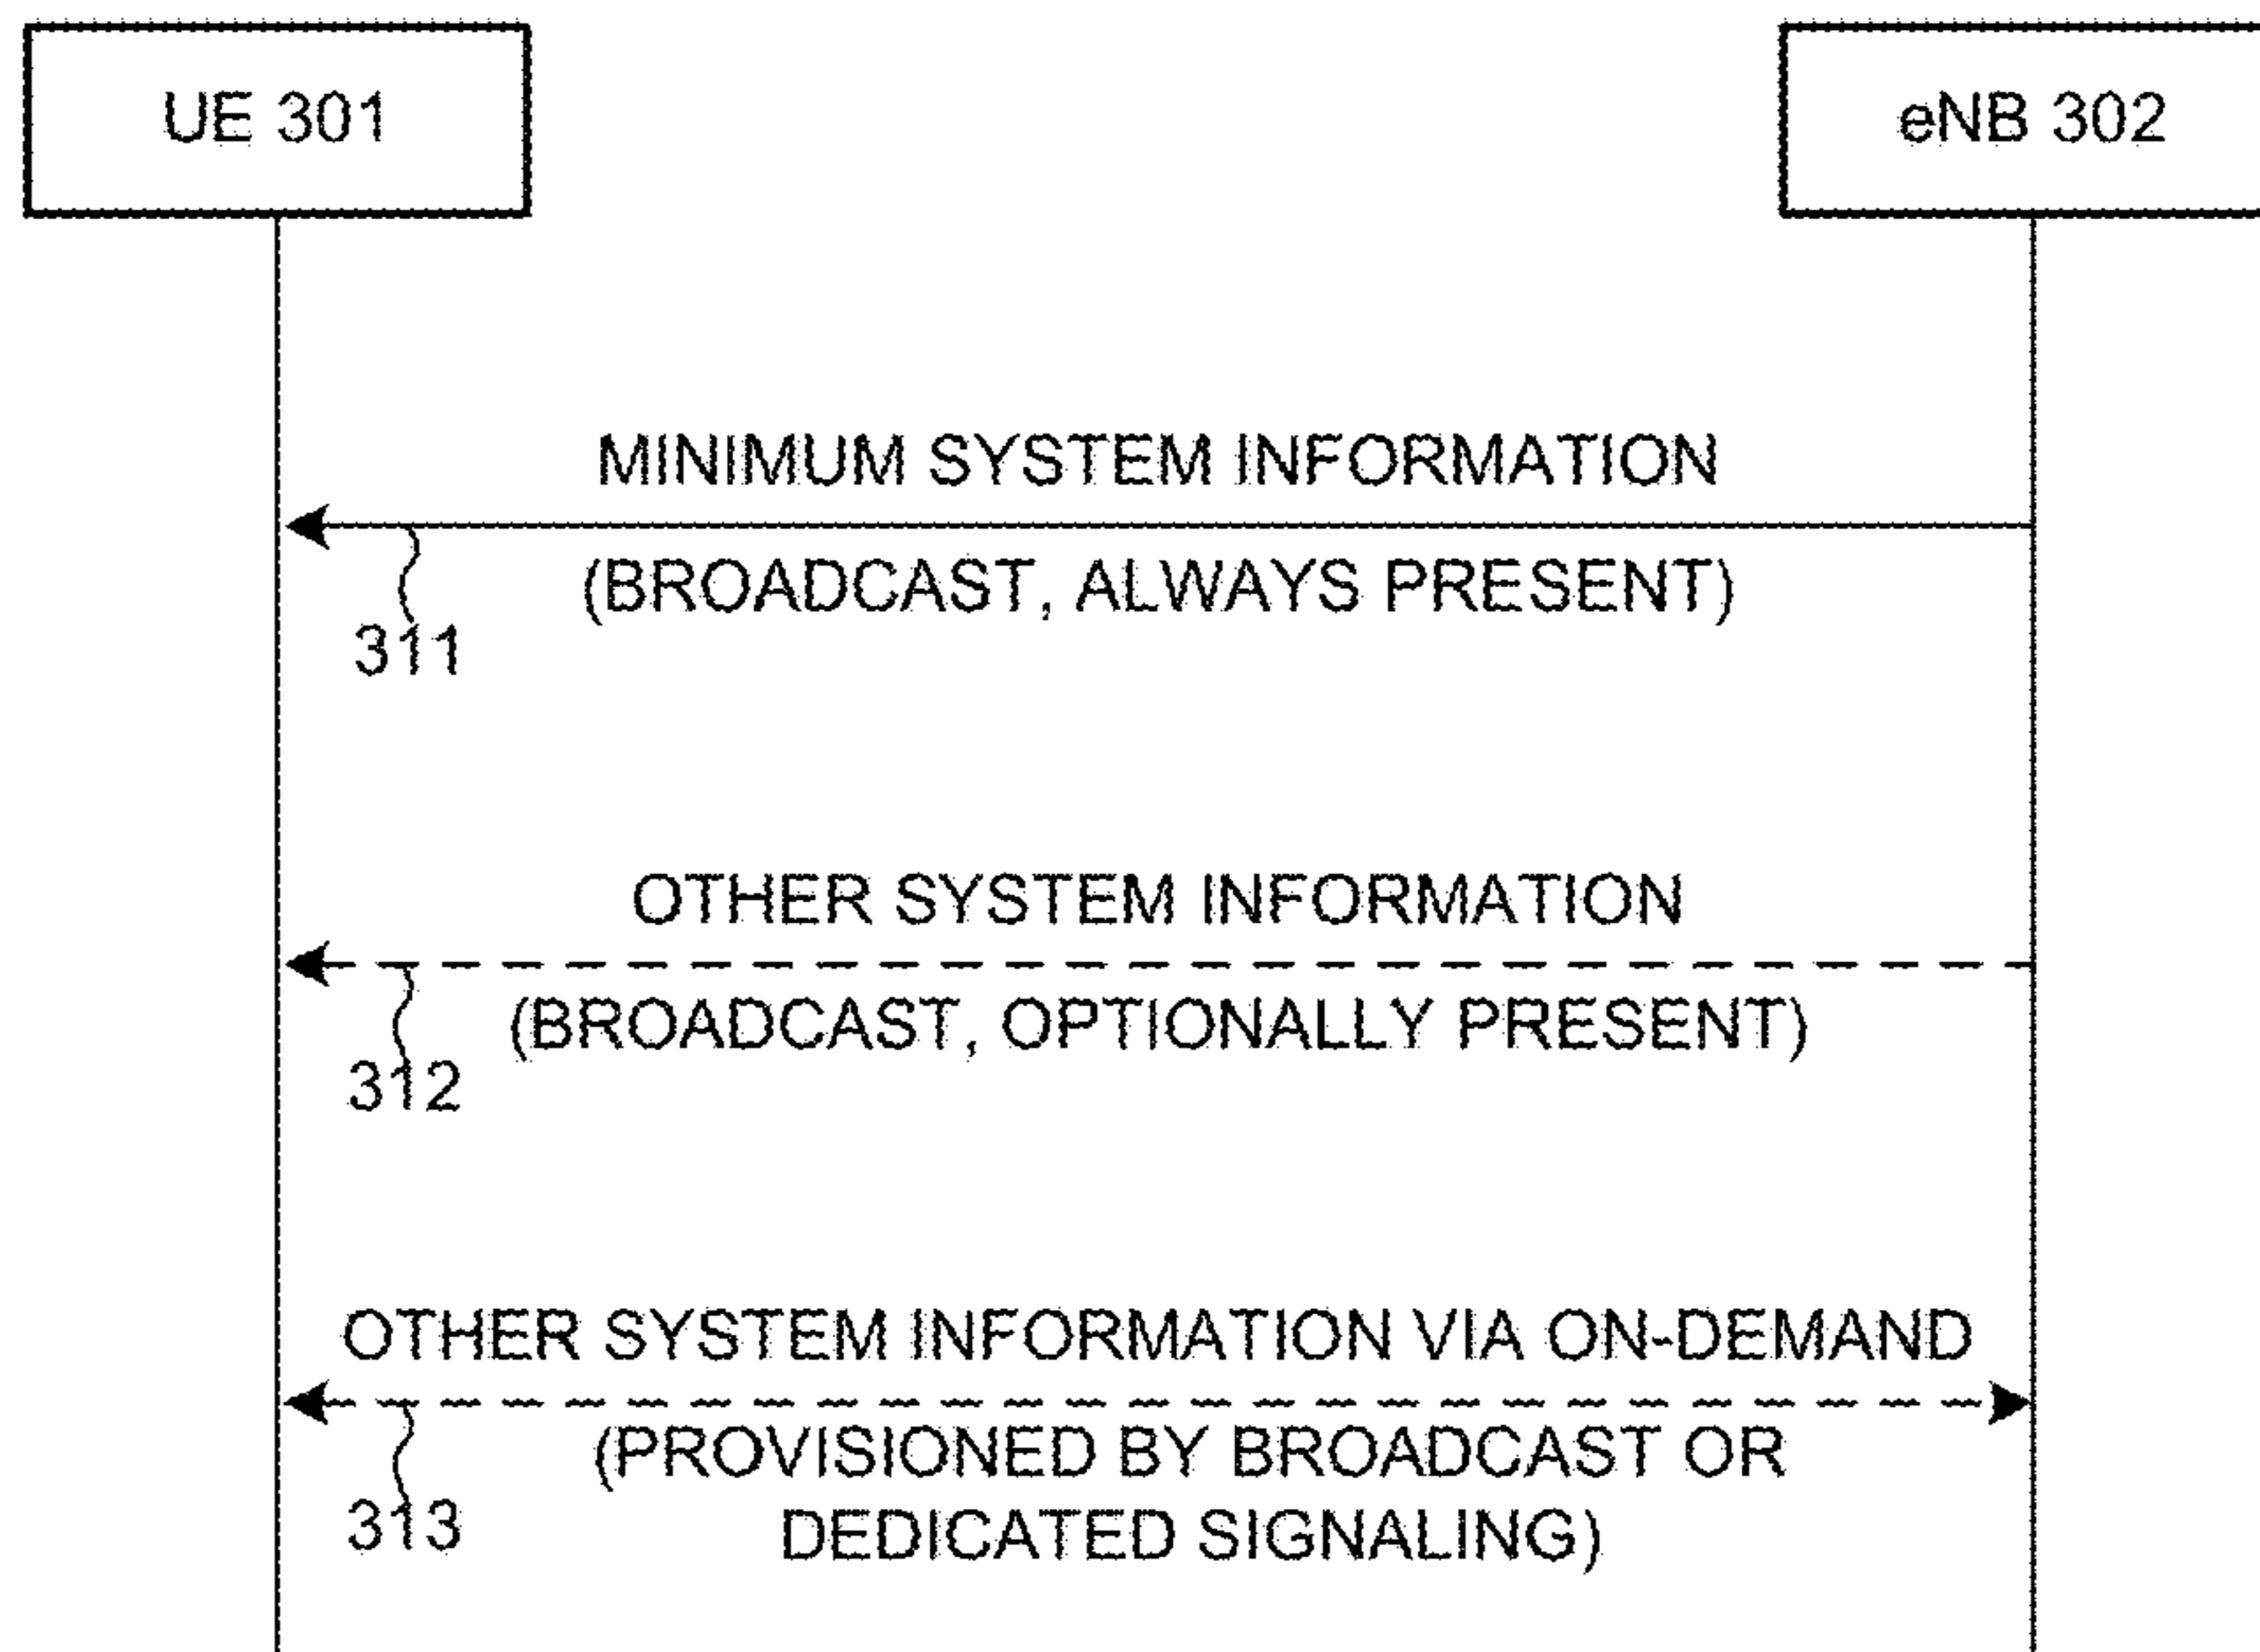 UE 301
eNB 302
MINIMUM SYSTEM INFORMATION
(BROADCAST, ALWAYS PRESENT)
311
OTHER SYSTEM INFORMATION
(BROADCAST, OPTIONALLY PRESENT)
312
OTHER SYSTEM INFORMATION VIA ON-DEMAND
(PROVISIONED BY BROADCAST OR
DEDICATED SIGNALING)
313